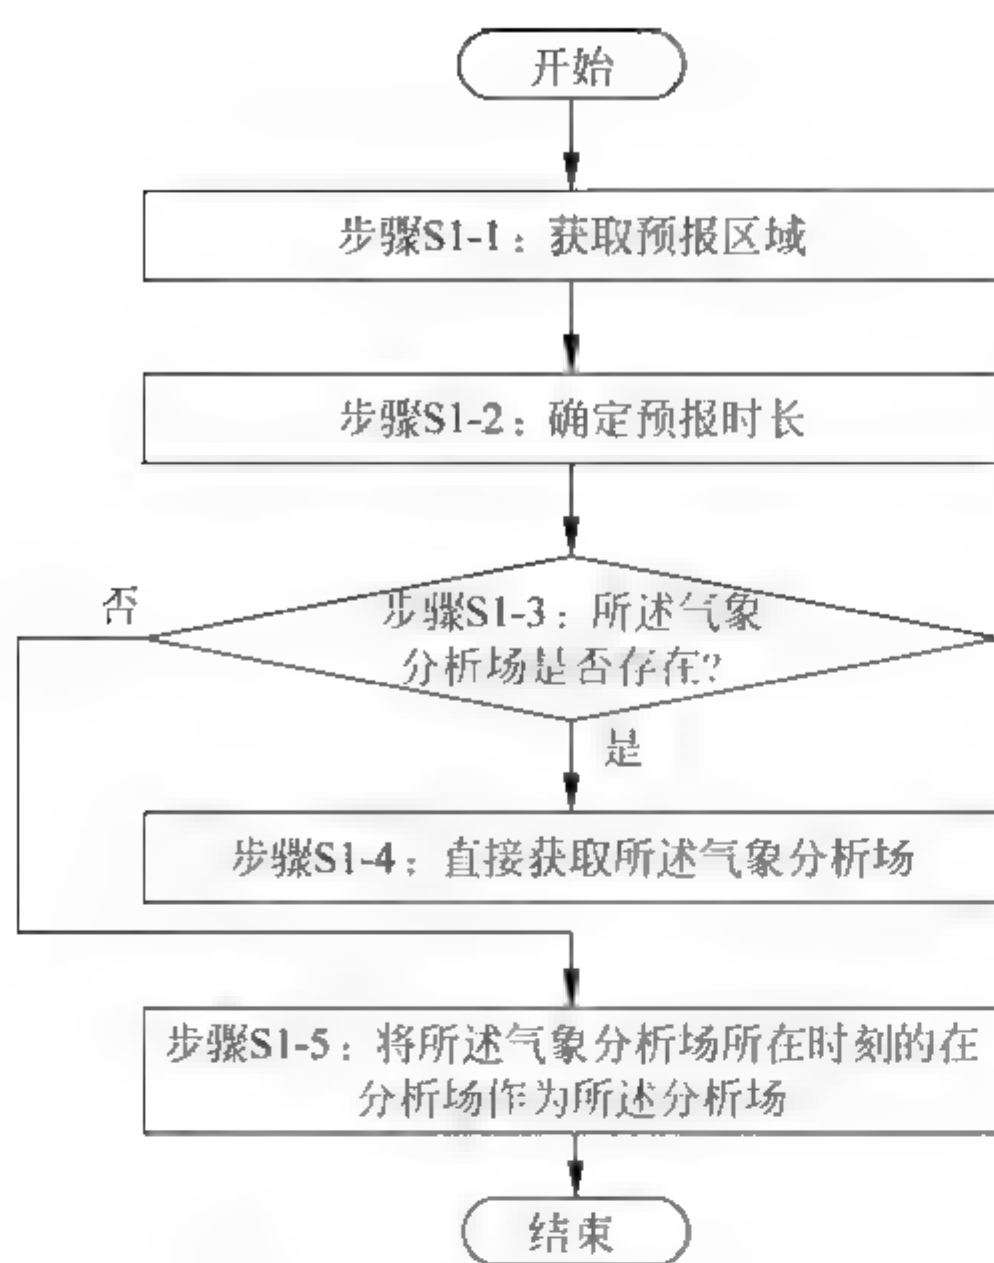 开始
步骤S1-1：获取预报区域
步骤S1-2：确定预报时长
否
步骤S1-3：所述气象
分析场是否存在？
是
步骤S1-4：直接获取所述气象分析场
步骤S1-5：将所述气象分析场所在时刻的在
分析场作为所述分析场
结束